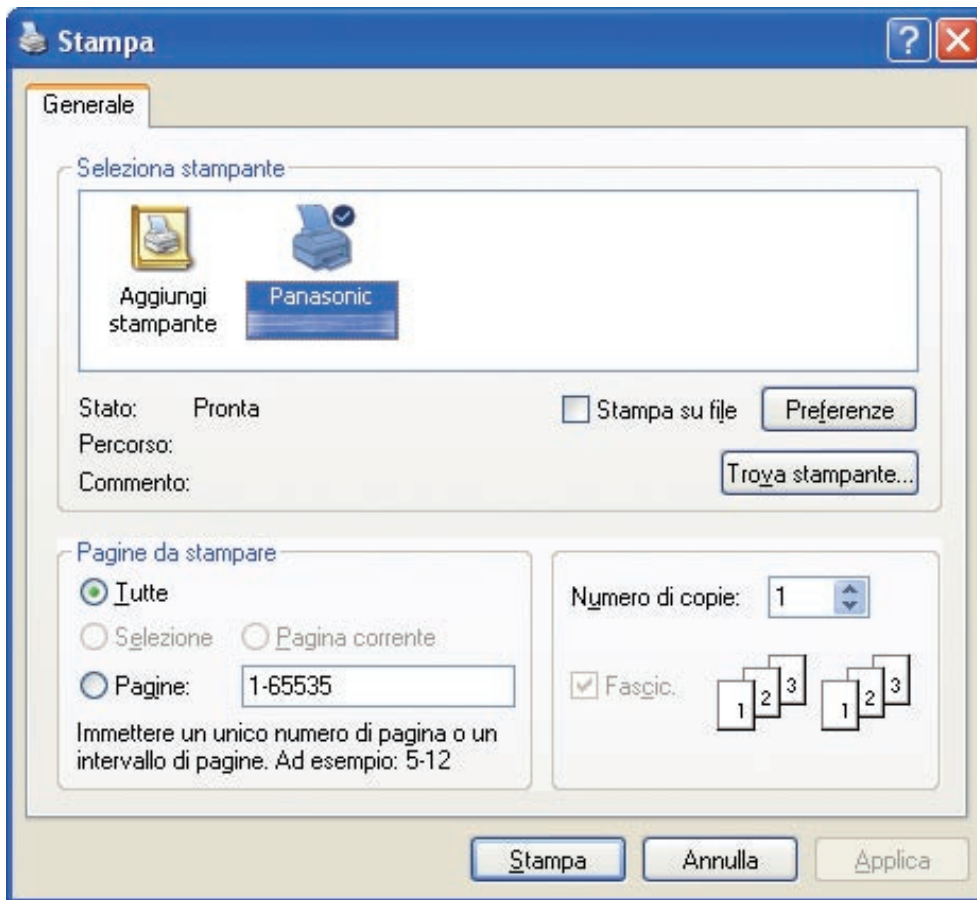 Stampa
Generale
Seleziona stampante
Aggiungi
stampante
Panasonic
Stato: Pronta
Stampa su file
Preferenze
Percorso:
Commento:
Trova stampante...
Pagine da stampare
Tutte
Selezione
Pagina corrente
Pagine: 1-65535
Immettere un unico numero di pagina o un
intervallo di pagine. Ad esempio: 5-12
Numero di copie: 1
Fascic.
1 2 3 1 2 3
Stampa
Annulla
Applica